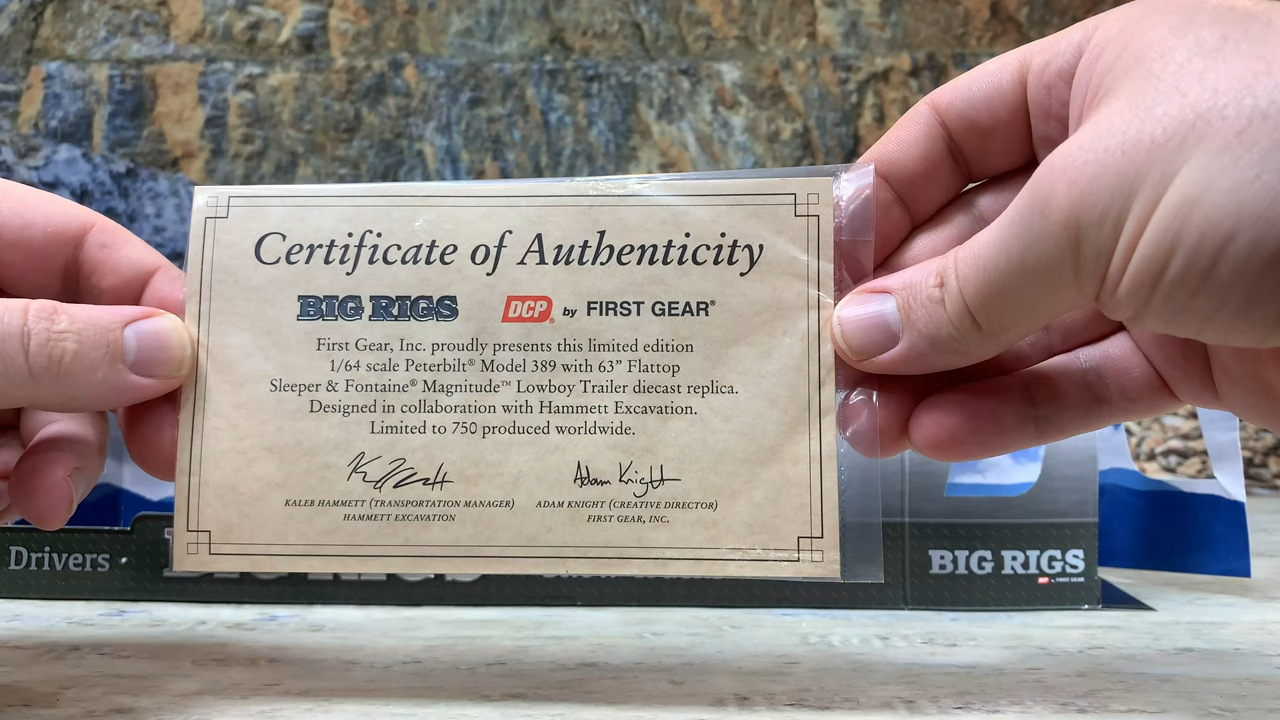 Certificate of Authenticity
BIG RIGS DCP® by FIRST GEAR®
First Gear, Inc. proudly presents this limited edition
1/64 scale Peterbilt® Model 389 with 63” Flattop
Sleeper & Fontaine® Magnitude™ Lowboy Trailer diecast replica.
Designed in collaboration with Hammett Excavation.
Limited to 750 produced worldwide.
Adam Knight
KALEB HAMMETT (TRANSPORTATION MANAGER)
HAMMETT EXCAVATION
ADAM KNIGHT (CREATIVE DIRECTOR)
FIRST GEAR, INC.
Drivers •
BIG RIGS
DCP by FIRST GEAR